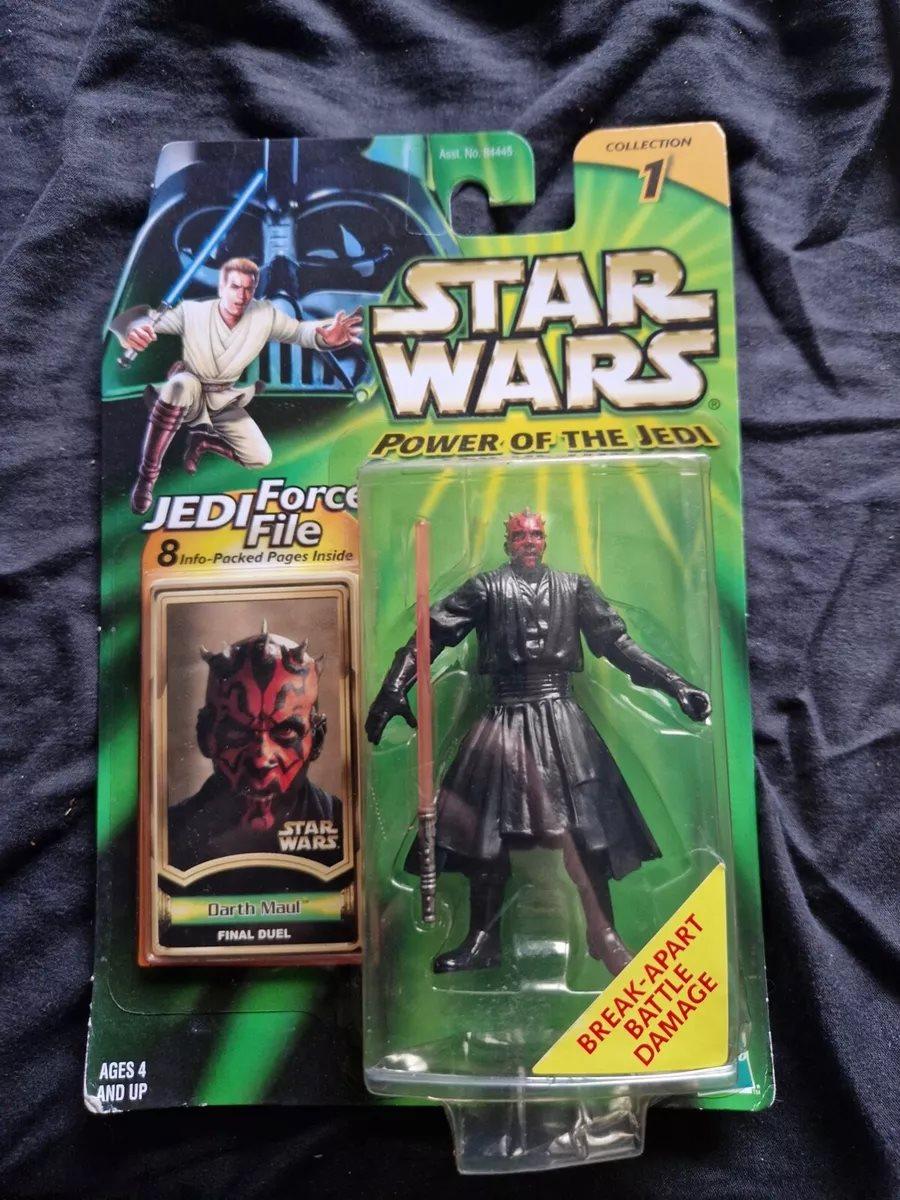 Asst. No. 84445
COLLECTION
1
STAR
WARS®
POWER OF THE JEDI
JEDI Force
File
8 Info-Packed Pages Inside
STAR
WARS
Darth Maul™
FINAL DUEL
BREAK-APART
BATTLE
DAMAGE
AGES 4
AND UP